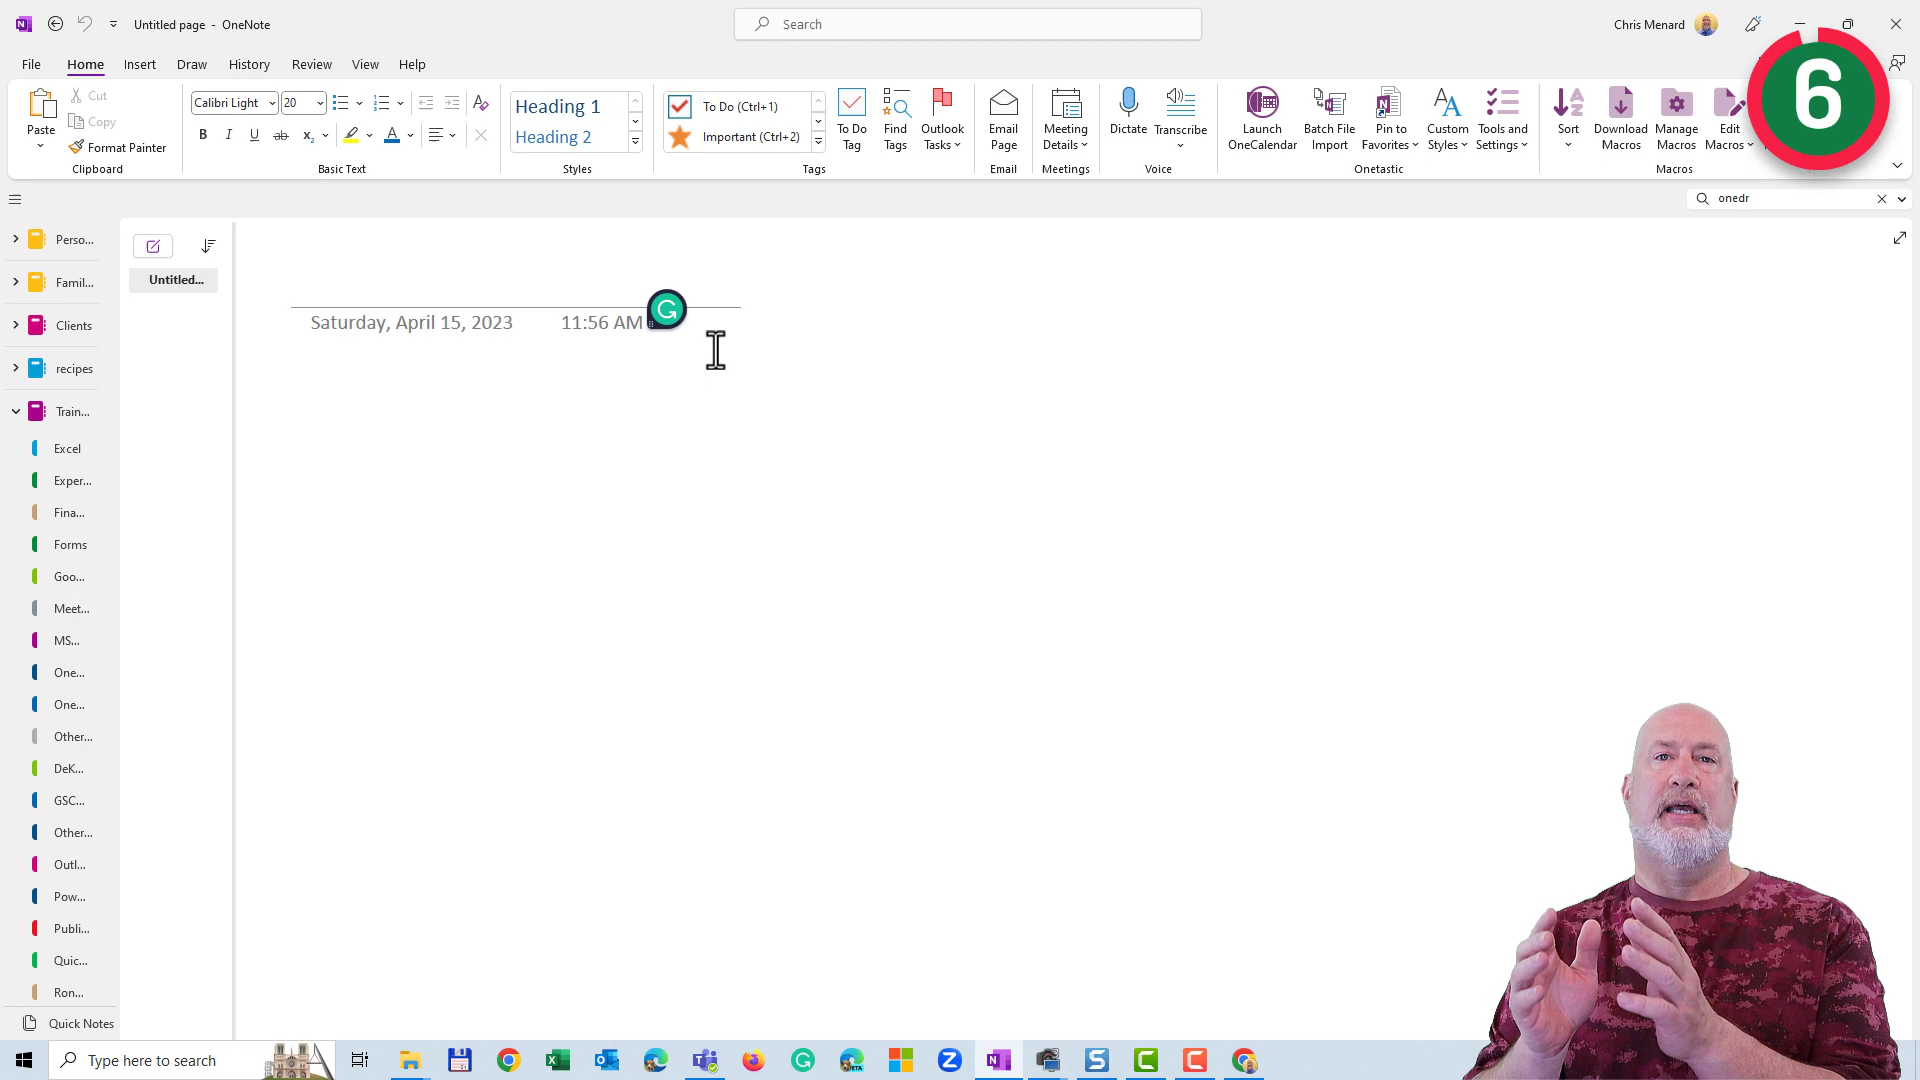 Untitled page - OneNote
Search
Chris Menard
File Home Insert Draw History Review View Help
6
Paste
Cut
Copy
Format Painter
Clipboard
Calibri Light 20
B I U ab x
Basic Text
Heading 1
Heading 2
Styles
To Do (Ctrl+1)
Important (Ctrl+2)
To Do Tag
Find Tags
Outlook Tasks
Tags
Email Page
Email
Meeting Details
Meetings
Dictate
Transcribe
Voice
Launch OneCalendar
Batch File Import
Pin to Favorites
Custom Styles
Tools and Settings
Onetastic
Sort
Download Macros
Manage Macros
Edit Macros
Macros
onedr
Perso...
Famil...
Clients
recipes
Train...
Excel
Exper...
Fina...
Forms
Goo...
Meet...
MS...
One...
One...
Other...
DeK...
GSC...
Other...
Outl...
Pow...
Publi...
Quic...
Ron...
Quick Notes
Untitled...
Saturday, April 15, 2023 11:56 AM
Type here to search